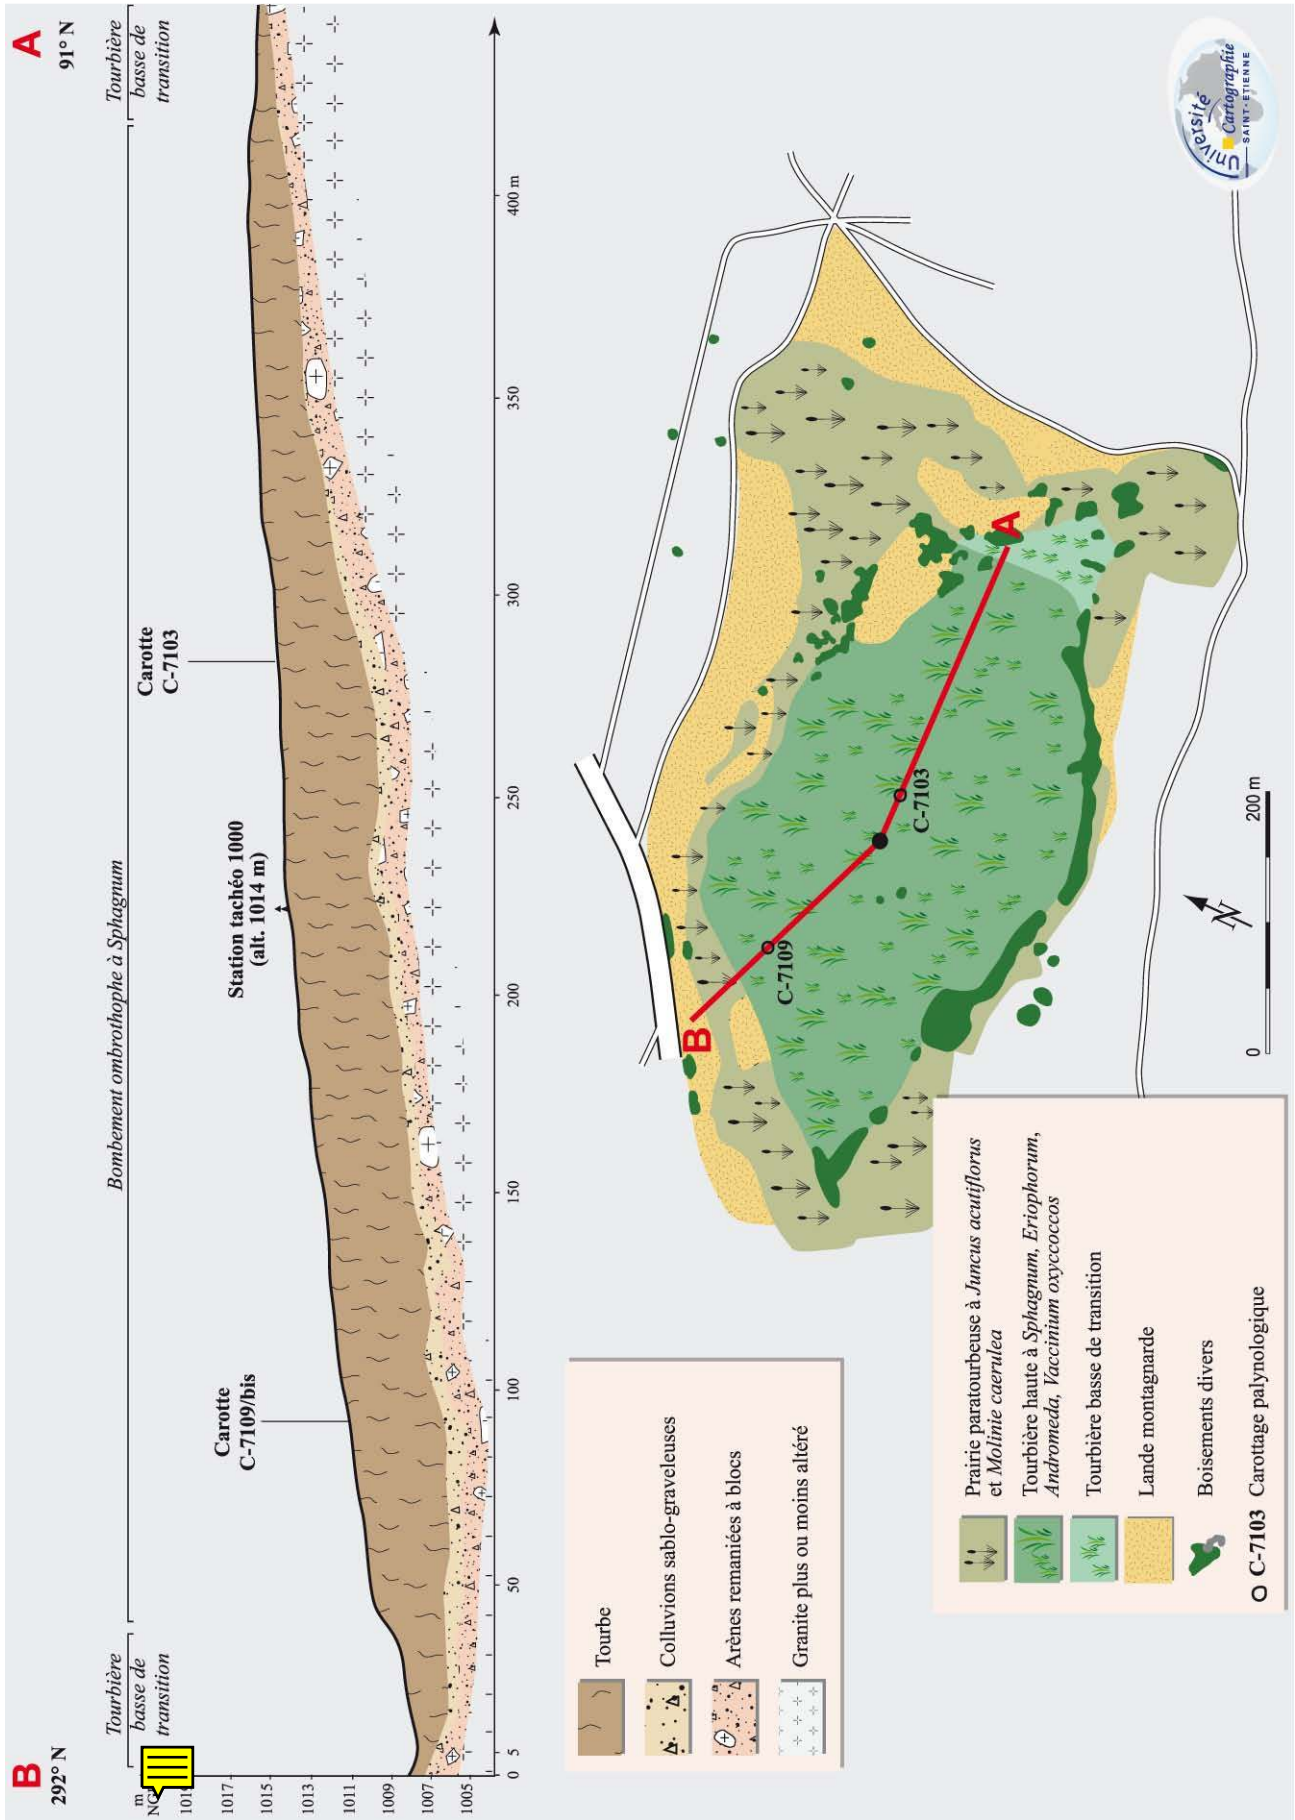 B
292° N
A
91° N
Tourbière
basse de
transition
Bombement ombrothophe à Sphagnum
Tourbière
basse de
transition
Carotte
C-7109/bis
Station tachéo 1000
(alt. 1014 m)
Carotte
C-7103
m
1017
1015
1013
1011
1009
1007
1005
0
5
50
100
150
200
250
300
350
400 m
Tourbe
Colluvions sablo-graveleuses
Arènes remaniées à blocs
Granite plus ou moins altéré
B
C-7109
C-7103
A
Prairie paratourbeuse à Juncus acutiflorus
et Molinie caerulea
Tourbière haute à Sphagnum, Eriophorum,
Andromeda, Vaccinium oxyccoccos
Tourbière basse de transition
Lande montagnarde
Boisements divers
C-7103 Carottage palynologique
N
0
200 m
Université
Cartographie
SAINT-ETIENNE